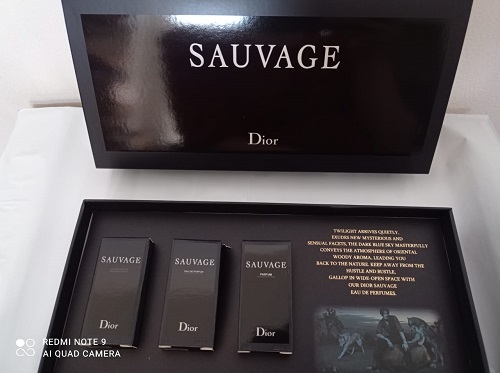 SAUVAGE
Dior
SAUVAGE
Dior
SAUVAGE
EAU DE PARFUM
Dior
SAUVAGE
PARFUM
Dior
TWILIGHT ARRIVES QUIETLY,
EXUDES NEW MYSTERIOUS AND
SENSUAL FACETS, THE DARK BLUE SKY MASTERFULLY
CONVEYS THE ATMOSPHERE OF ORIENTAL
WOODY AROMA, LEADING YOU
BACK TO THE NATURE. KEEP AWAY FROM THE
HUSTLE AND BUSTLE,
GALLOP IN WIDE-OPEN SPACE WITH
OUR DIOR SAUVAGE
EAU DE PERFUMES.
REDMI NOTE 9
AI QUAD CAMERA